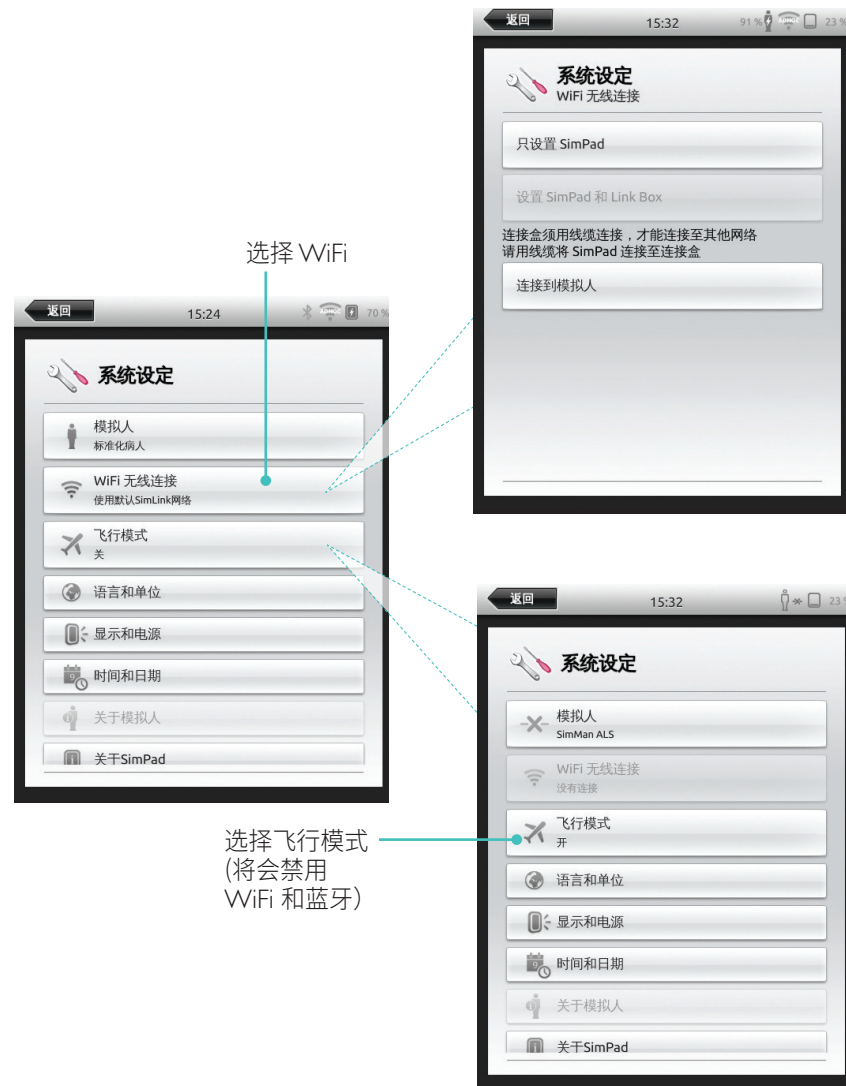 返回
15:32
91 %
23 %
系统设定
WiFi 无线连接
只设置 SimPad
设置 SimPad 和 Link Box
连接盒须用线缆连接，才能连接至其他网络
请用线缆将 SimPad 连接至连接盒
连接到模拟人
选择 WiFi
返回
15:24
70 %
系统设定
模拟人
标准化病人
WiFi 无线连接
使用默认SimLink网络
飞行模式
关
语言和单位
显示和电源
时间和日期
关于模拟人
关于SimPad
选择飞行模式
(将会禁用
WiFi 和蓝牙)
返回
15:32
23 %
系统设定
模拟人
SimMan ALS
WiFi 无线连接
没有连接
飞行模式
开
语言和单位
显示和电源
时间和日期
关于模拟人
关于SimPad